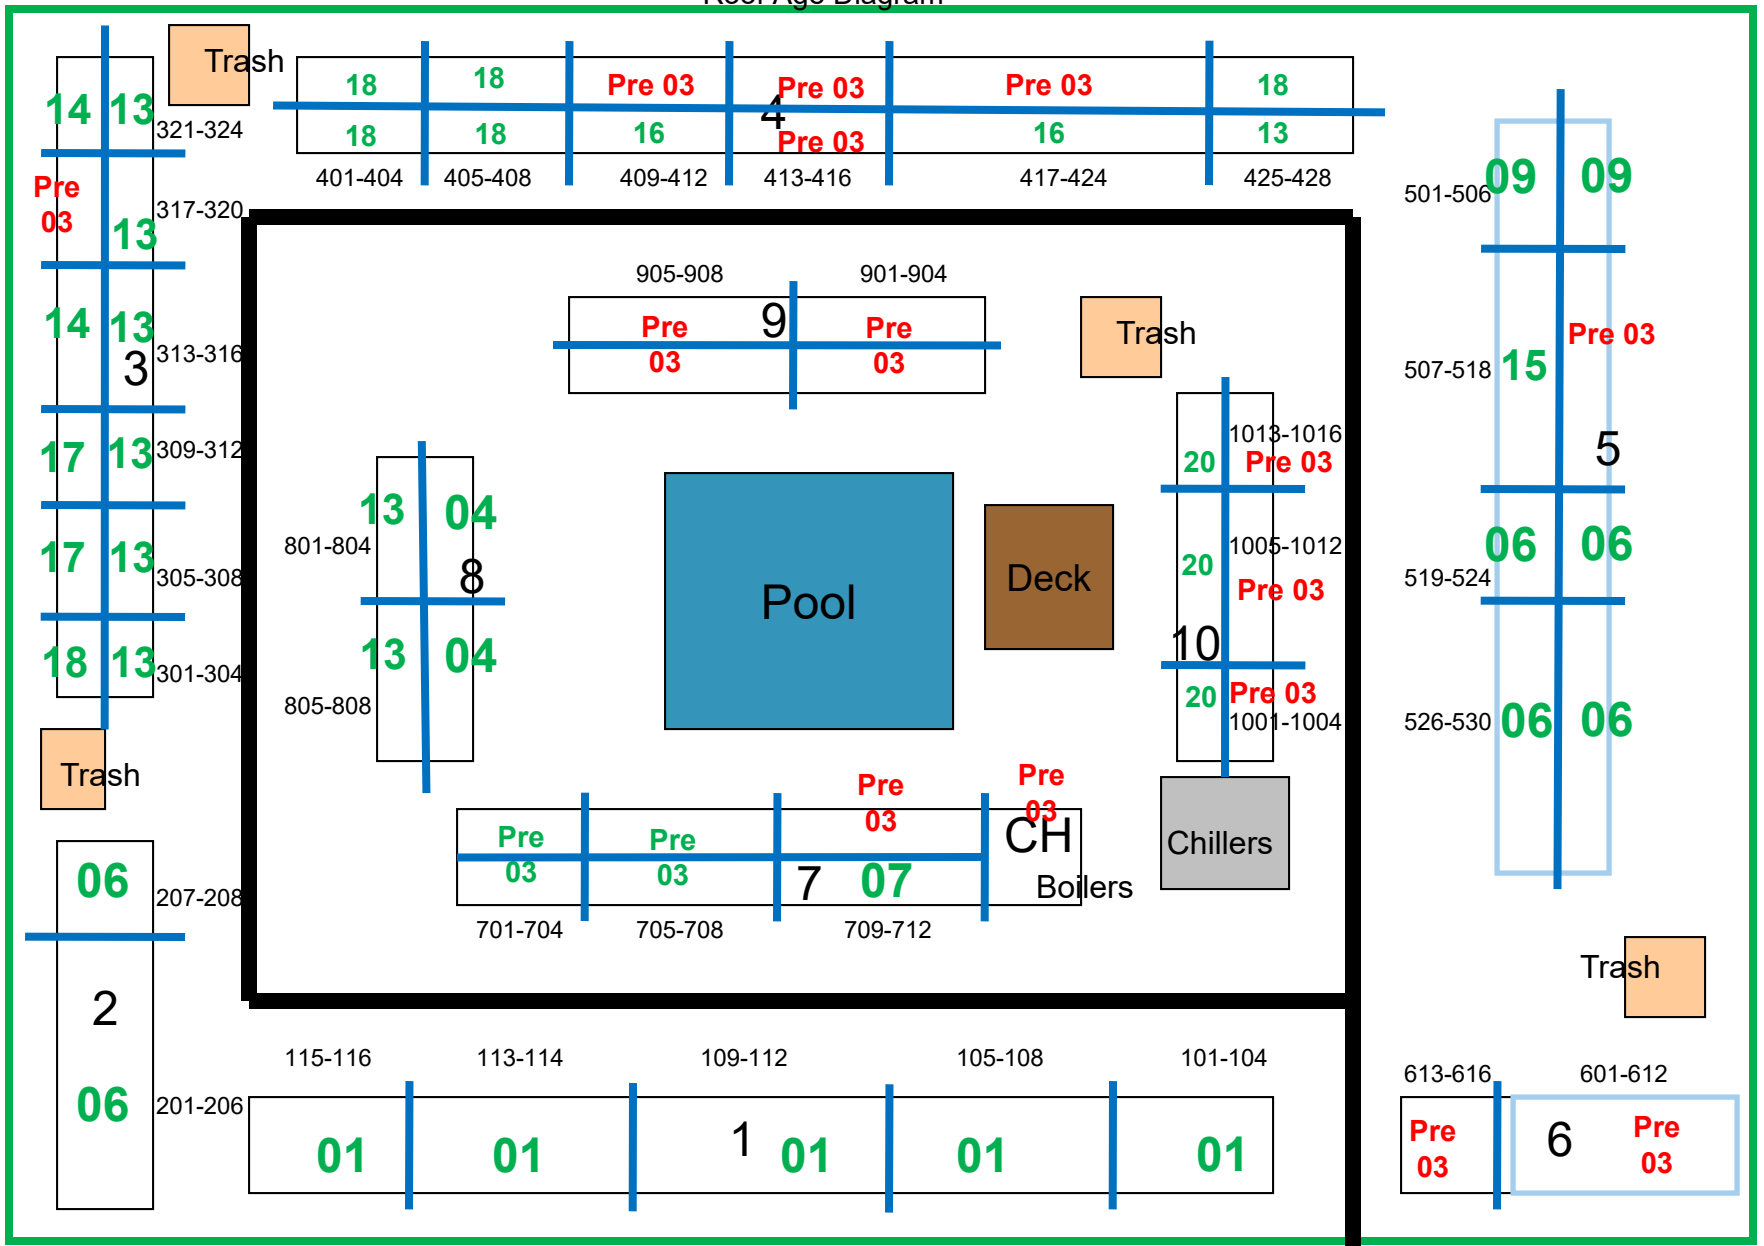 Roof Age Diagram
Trash
14 13
321-324
Pre
03
317-320
13
14 13
3
313-316
17 13
309-312
17 13
305-308
18 13
301-304
Trash
06
207-208
2
06
201-206
18 18 Pre 03 Pre 03 Pre 03 18
4
18 18 16 Pre 03 16 13
401-404 405-408 409-412 413-416 417-424 425-428
905-908 901-904
9
Pre
03
Pre
03
Trash
13 04
801-804
8
13 04
805-808
Pool
Deck
1013-1016
20 Pre 03
1005-1012
20 Pre 03
10
20 Pre 03
1001-1004
Chillers
Pre
03
Pre
03
Pre
03
Pre
03
CH
7 07
Boilers
701-704 705-708 709-712
115-116 113-114 109-112 105-108 101-104
1
01 01 01 01 01
501-506
09 09
Pre 03
507-518
15
5
06 06
519-524
526-530
06 06
Trash
613-616 601-612
Pre
03
6
Pre
03